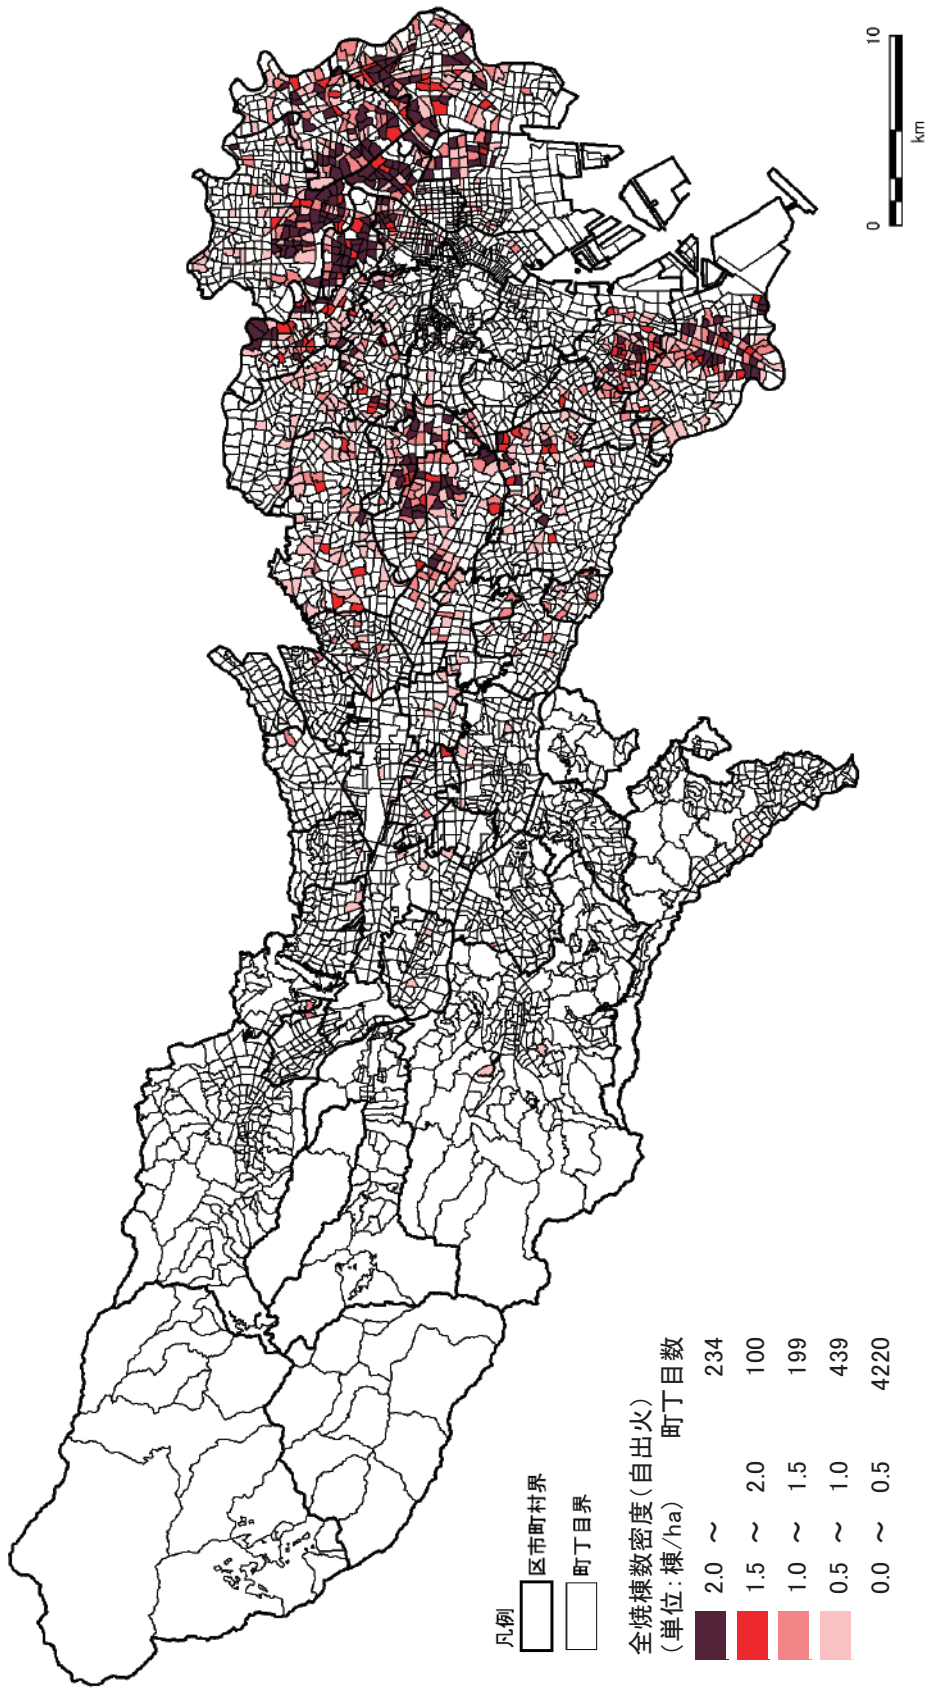 凡例
区市町村界
町丁目界
全焼棟数密度(自出火)
(単位:棟/ha) 町丁目数
2.0 ～ 234
1.5 ～ 2.0 100
1.0 ～ 1.5 199
0.5 ～ 1.0 439
0.0 ～ 0.5 4220
0 10
km